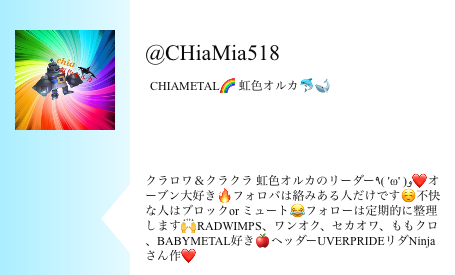 chia
@CHiaMia518
CHIAMETAL🌈 虹色オルカ🐬🐋
クラロワ＆クラクラ 虹色オルカのリーダー٩( 'ω' )و❤️オ
ープン大好き🔥フォロバは絡みある人だけです☺️不快
な人はブロックor ミュート😂フォローは定期的に整理
します🙌RADWIMPS、ワンオク、セカオワ、ももクロ
、BABYMETAL好き🍎ヘッダーUVERPRIDEリダNinja
さん作❤️